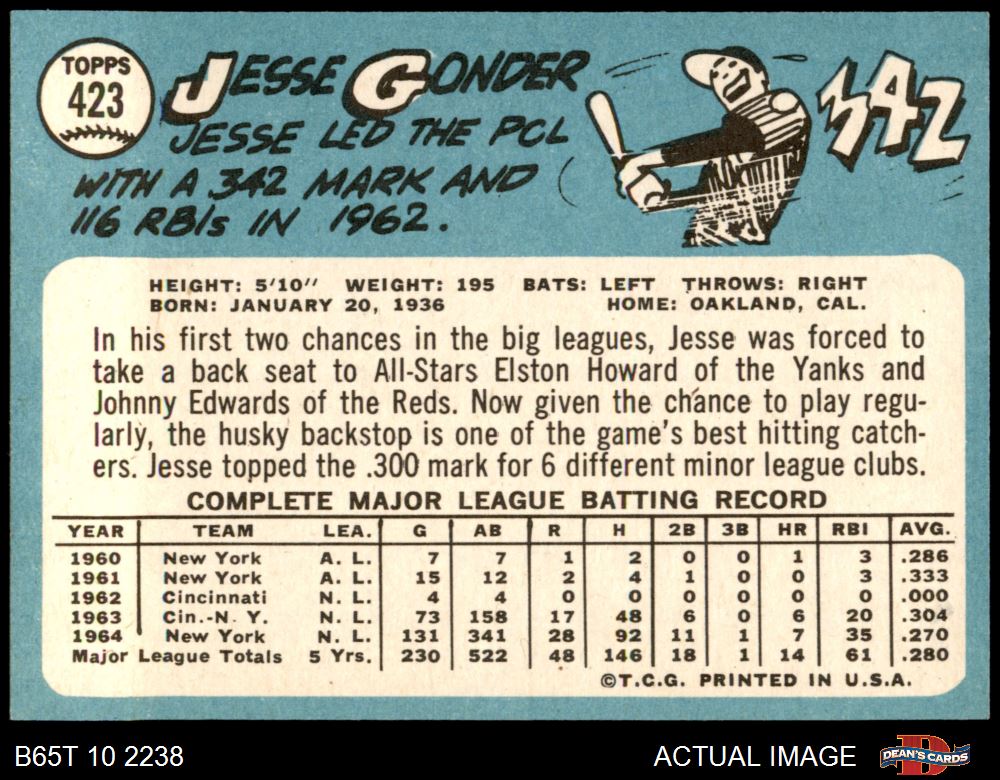 TOPPS
423
JESSE GONDER
JESSE LED THE PCL
WITH A 342 MARK AND
116 RBIs IN 1962.
342
HEIGHT: 5'10" WEIGHT: 195 BATS: LEFT THROWS: RIGHT
BORN: JANUARY 20, 1936 HOME: OAKLAND, CAL.
In his first two chances in the big leagues, Jesse was forced to
take a back seat to All-Stars Elston Howard of the Yanks and
Johnny Edwards of the Reds. Now given the chance to play regu-
larly, the husky backstop is one of the game's best hitting catch-
ers. Jesse topped the .300 mark for 6 different minor league clubs.
COMPLETE MAJOR LEAGUE BATTING RECORD
YEAR TEAM LEA. G AB R H 2B 3B HR RBI AVG.
1960 New York A. L. 7 7 1 2 0 0 1 3 .286
1961 New York A. L. 15 12 2 4 1 0 0 3 .333
1962 Cincinnati N. L. 4 4 0 0 0 0 0 0 .000
1963 Cin.-N. Y. N. L. 73 158 17 48 6 0 6 20 .304
1964 New York N. L. 131 341 28 92 11 1 7 35 .270
Major League Totals 5 Yrs. 230 522 48 146 18 1 14 61 .280
©T.C.G. PRINTED IN U.S.A.
B65T 10 2238 ACTUAL IMAGE DEAN'S CARDS